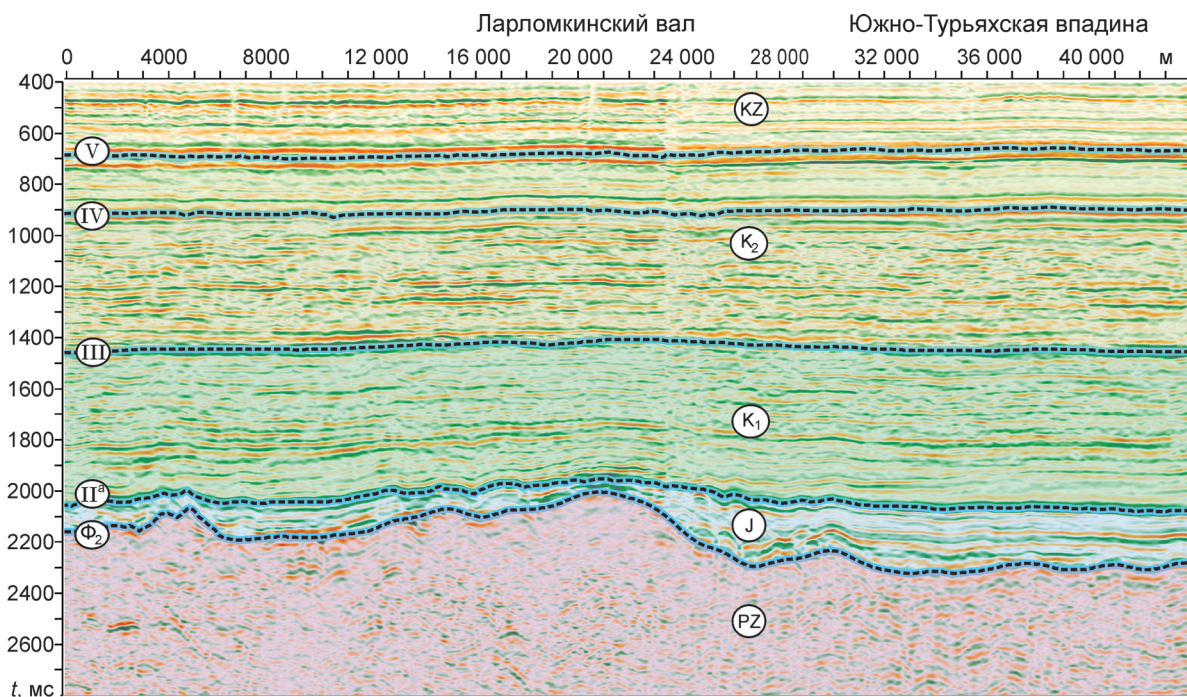 Ларломкинский вал Южно-Турьяхская впадина
0 4000 8000 12 000 16 000 20 000 24 000 28 000 32 000 36 000 40 000 м
400
KZ
600
V
800
IV
1000
K₂
1200
1400
III
1600
K₁
1800
2000
IIᵃ
J
Ф₂
2200
2400
PZ
2600
t, мс